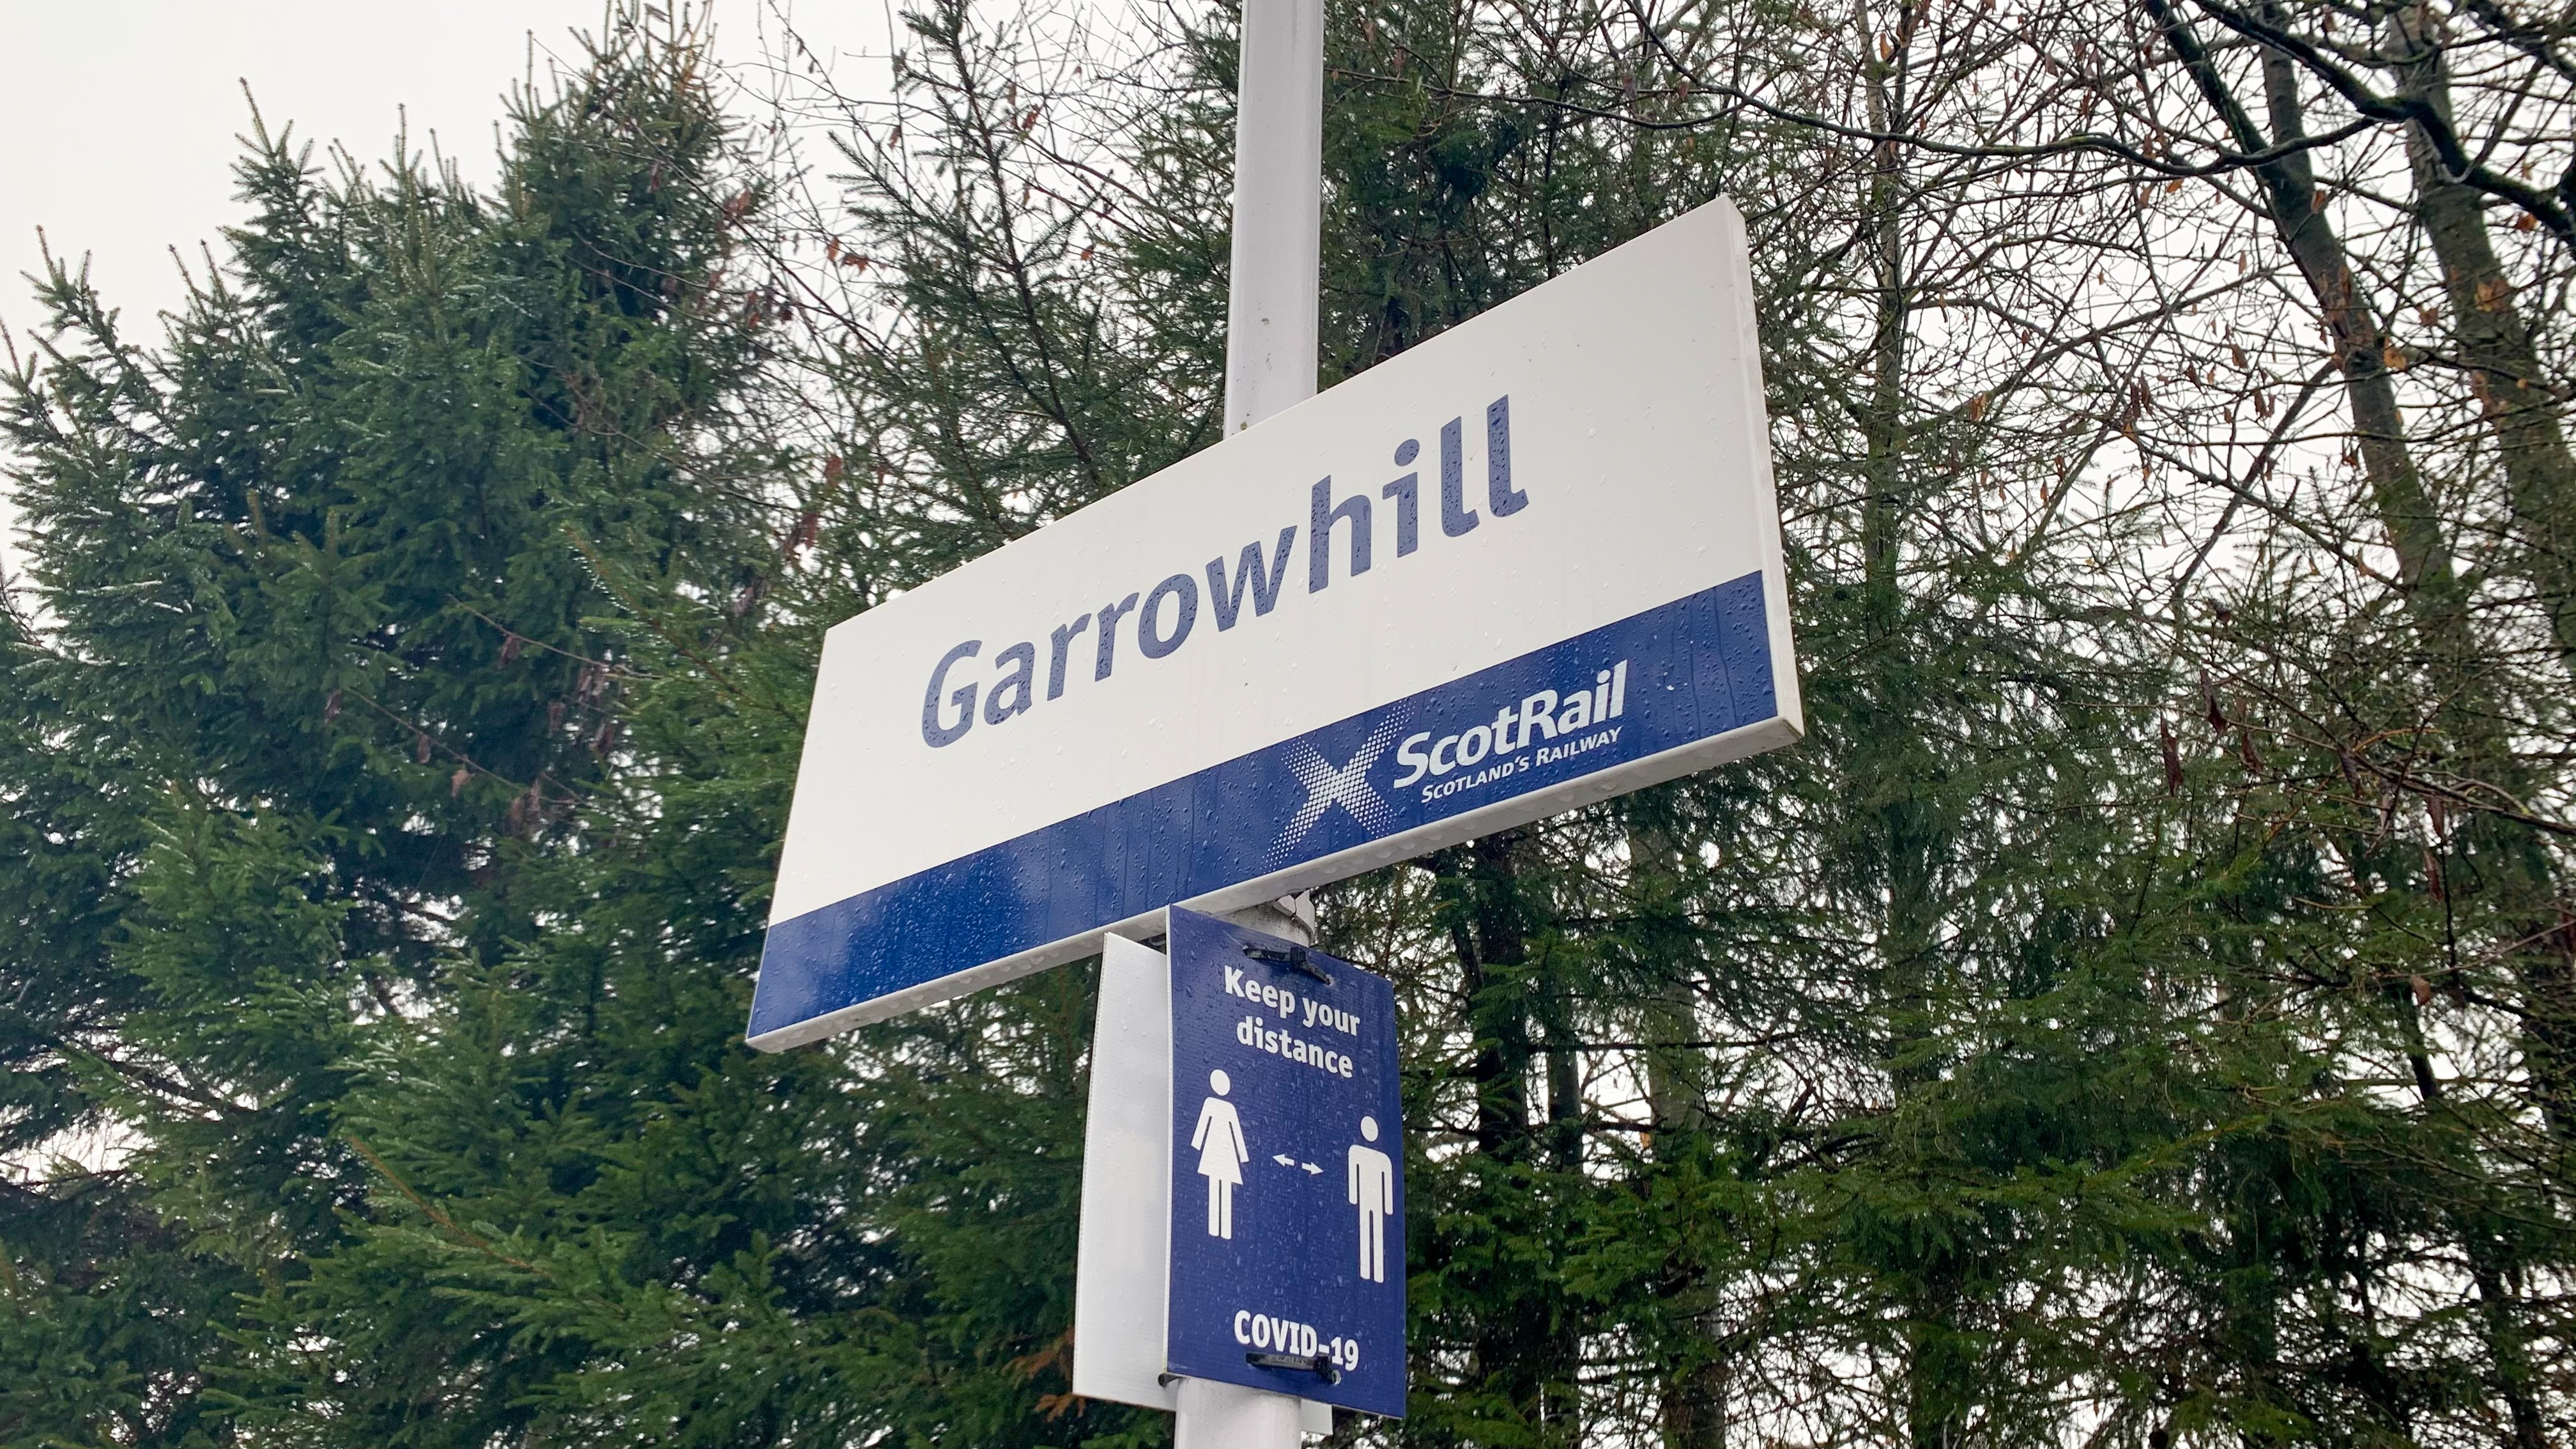 Garrowhill
ScotRail
SCOTLAND'S RAILWAY
Keep your
distance
COVID-19